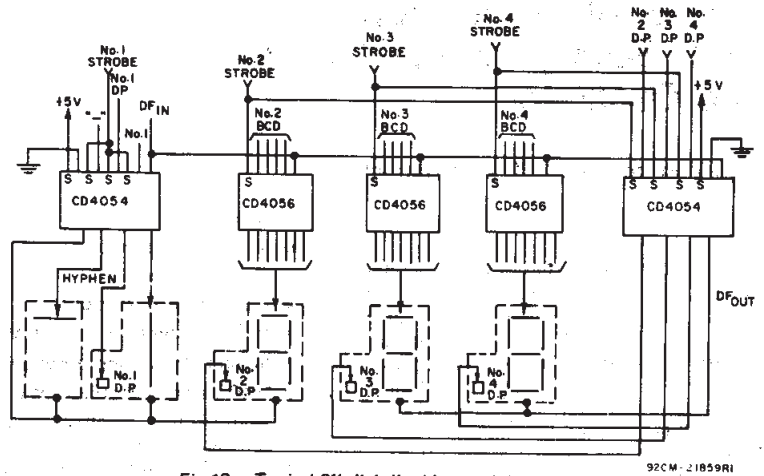 No. 1
STROBE
No. 1
DP
+5V
"—"
DF IN
No. 1
No. 2
STROBE
No. 2
BCD
No. 3
STROBE
No. 3
BCD
No. 4
STROBE
No. 4
BCD
No. 2 D.P.
No. 3 D.P.
No. 4 D.P
+5V
S S S S
CD4054
S
CD4056
S
CD4056
S
CD4056
S S S S S
CD4054
HYPHEN
DF OUT
No. 1
D.P.
No. 2
D.P.
No. 3
D.P.
No. 4
D.P.
92CM-21859R1